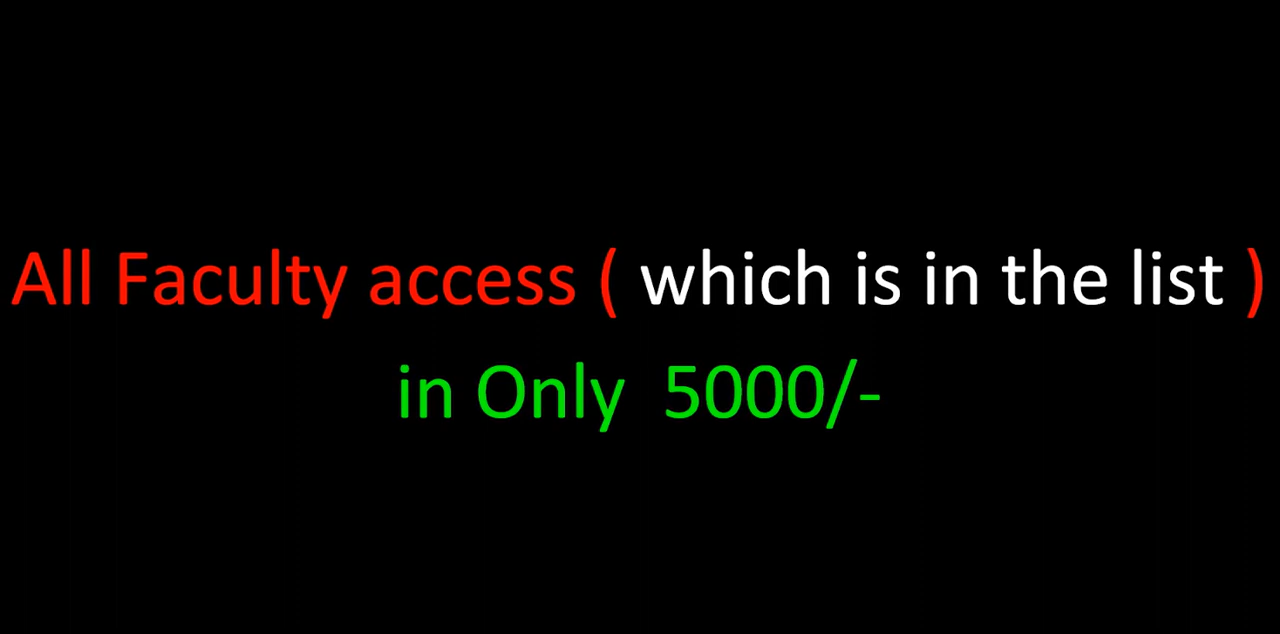 All Faculty access ( which is in the list )
in Only 5000/-